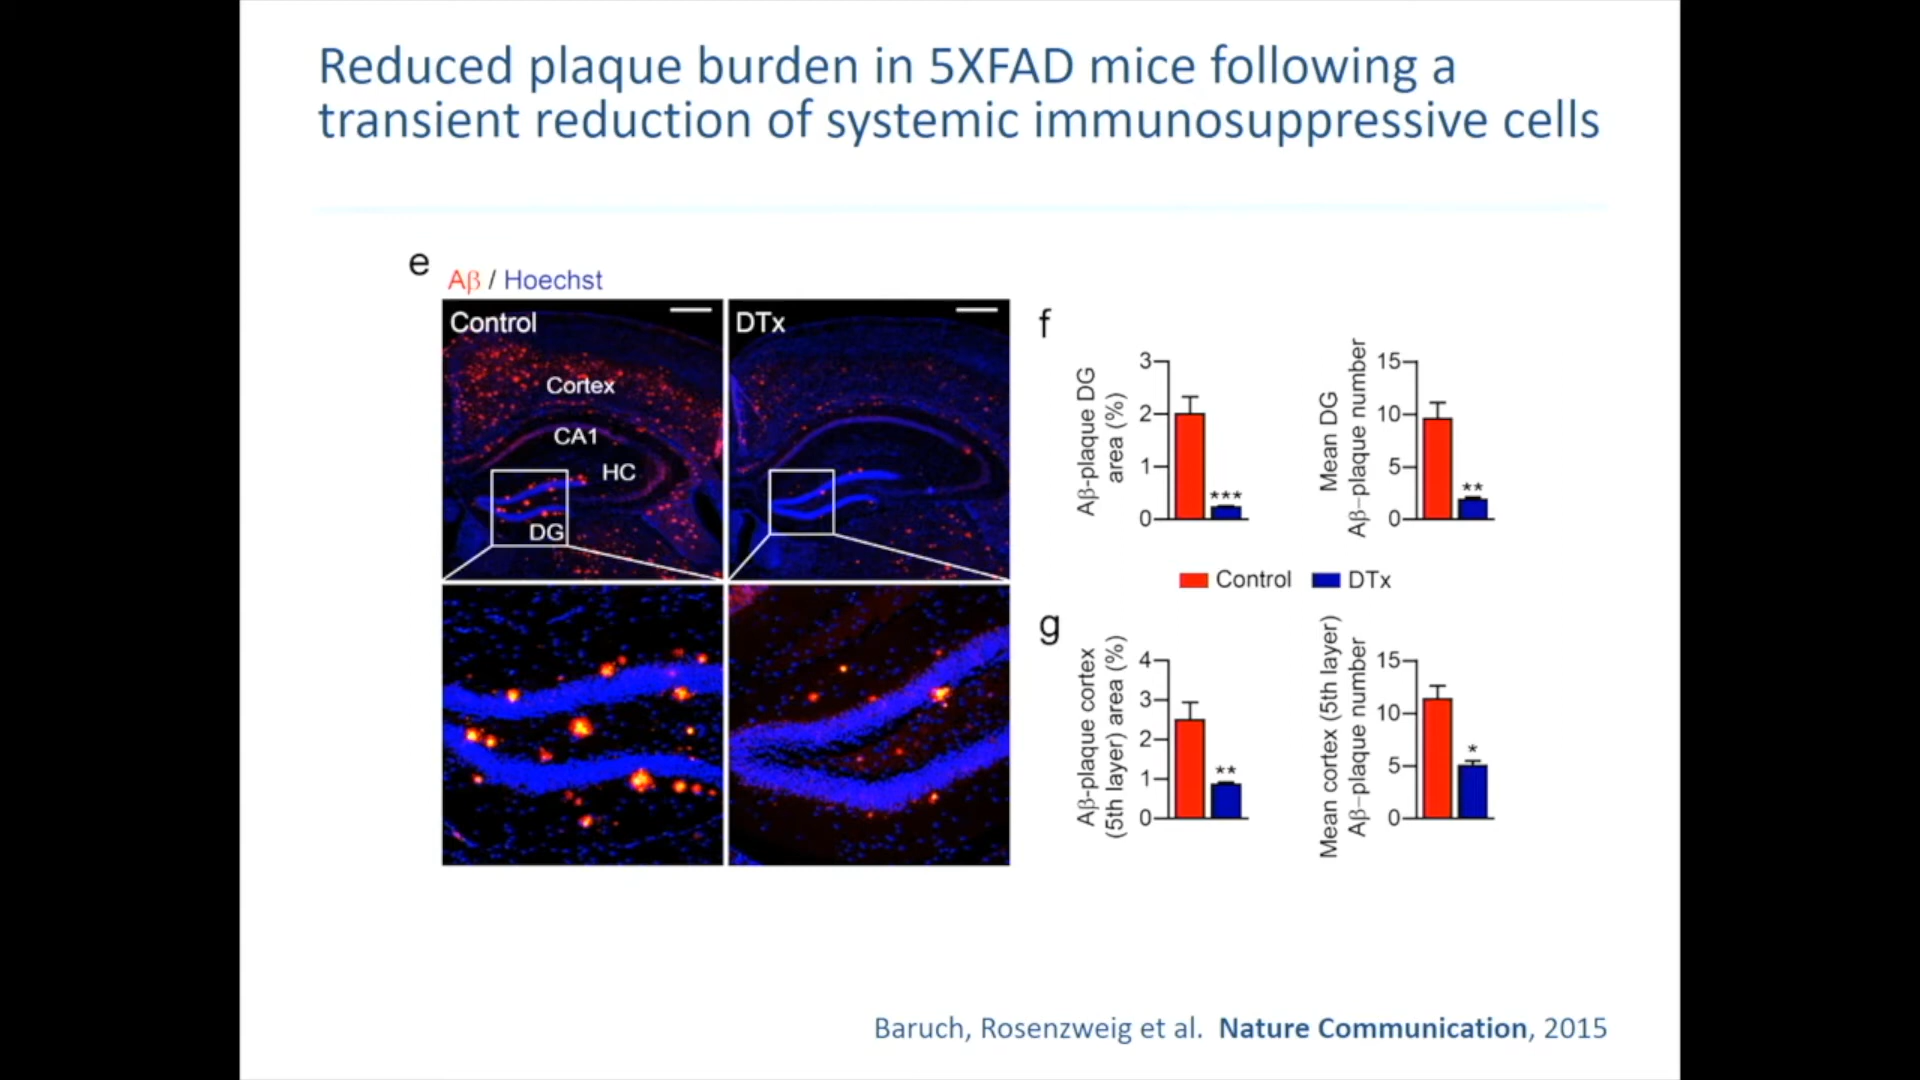 Reduced plaque burden in 5XFAD mice following a
transient reduction of systemic immunosuppressive cells
e
Aβ / Hoechst
Control
Cortex
CA1
HC
DG
DTx
f
Aβ-plaque DG
area (%)
3
2
1
0
***
Mean DG
Aβ−plaque number
15
10
5
0
**
Control
DTx
g
Aβ-plaque cortex
(5th layer) area (%)
4
3
2
1
0
**
Mean cortex (5th layer)
Aβ−plaque number
15
10
5
0
*
Baruch, Rosenzweig et al. Nature Communication, 2015